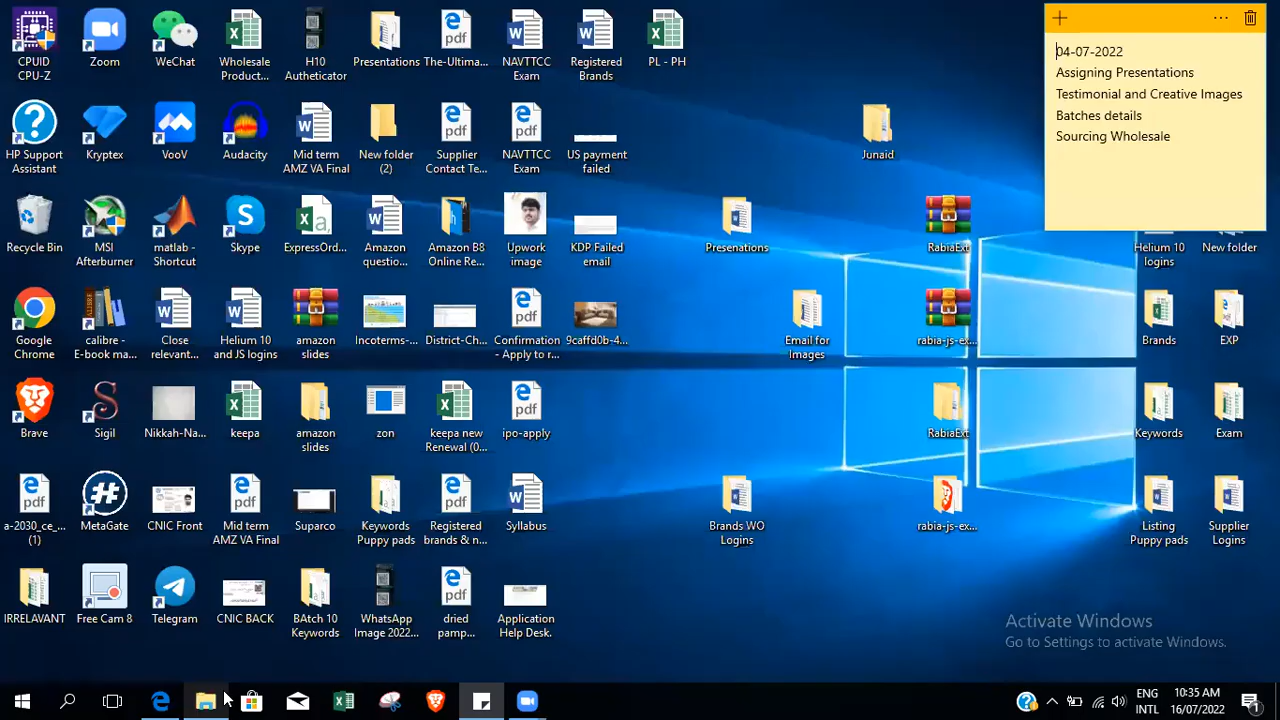 CPUID
CPU-Z
Zoom
WeChat
Wholesale
Product...
H10
Autheticator
Presentations
The-Ultima...
NAVTTCC
Exam
Registered
Brands
PL - PH
04-07-2022
Assigning Presentations
Testimonial and Creative Images
Batches details
Sourcing Wholesale
HP Support
Assistant
Kryptex
VooV
Audacity
Mid term
AMZ VA Final
New folder
(2)
Supplier
Contact Te...
NAVTTCC
Exam
US payment
failed
Junaid
Recycle Bin
MSI
Afterburner
matlab -
Shortcut
Skype
ExpressOrd...
Amazon
questio...
Amazon B8
Online Re...
Upwork
image
KDP Failed
email
Presenations
RabiaExt
Helium 10
logins
New folder
Google
Chrome
calibre -
E-book ma...
Close
relevant...
Helium 10
and JS logins
amazon
slides
Incoterms-...
District-Ch...
Confirmation
- Apply to r...
9caffd0b-4...
Email for
Images
rabia-js-ex...
Brands
EXP
Brave
Sigil
Nikkah-Na...
keepa
amazon
slides
zon
keepa new
Renewal (0...
ipo-apply
RabiaExt
Keywords
Exam
a-2030_ce_...
(1)
MetaGate
CNIC Front
Mid term
AMZ VA Final
Suparco
Keywords
Puppy pads
Registered
brands & n...
Syllabus
Brands WO
Logins
rabia-js-ex...
Listing
Puppy pads
Supplier
Logins
IRRELAVANT
Free Cam 8
Telegram
CNIC BACK
BAtch 10
Keywords
WhatsApp
Image 2022...
dried
pamp...
Application
Help Desk.
Activate Windows
Go to Settings to activate Windows.
ENG
INTL
10:35 AM
16/07/2022